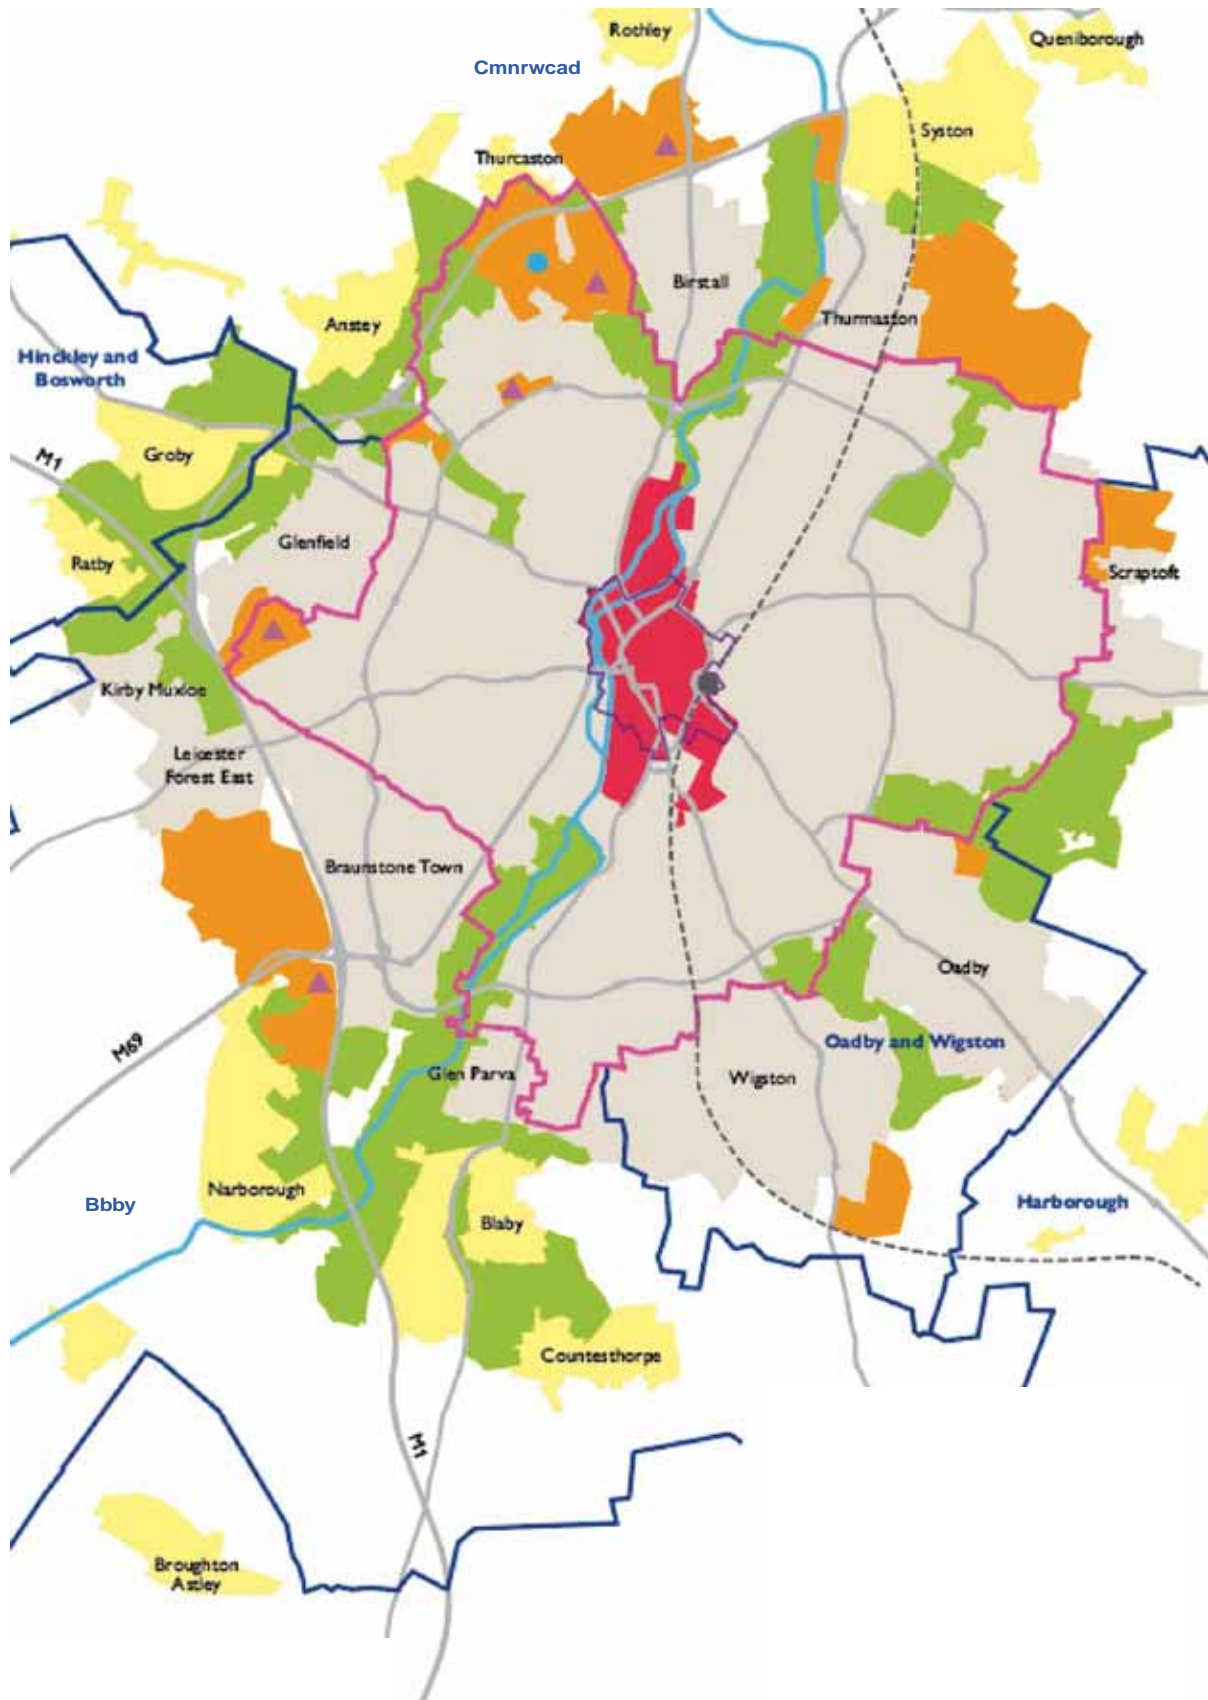 Rothley
Queniborough
Cmnrwcad
Syston
Thurcaston
Birstall
Anstey
Thurmaston
Hinckley and
Bosworth
Groby
M1
Glenfield
Ratby
Scraptoft
Kirby Muxloe
Leicester
Forest East
Braunstone Town
Oadby
M69
Oadby and Wigston
Glen Parva
Wigston
Narborough
Bbby
Blaby
Harborough
Countesthorpe
M1
Broughton
Astley